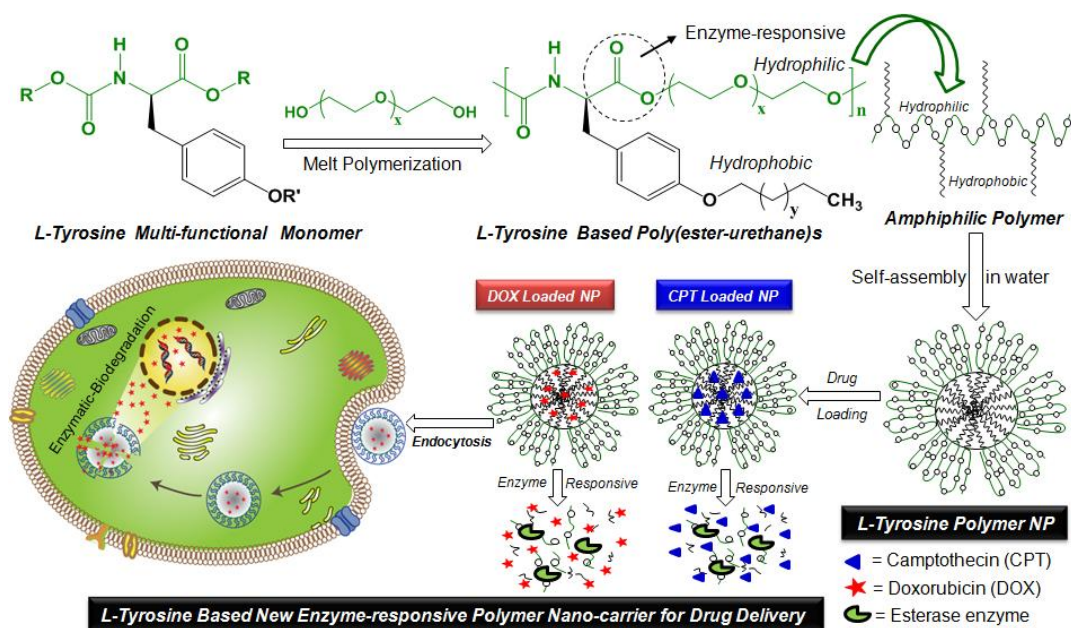 Enzyme-responsive
H
N
O
R
O
O
O
R
OR'
HO
O
x
OH
Melt Polymerization
H
N
O
O
O
O
x
O
n
Hydrophilic
Hydrophobic
O
y
CH3
Hydrophilic
Hydrophobic
L-Tyrosine Multi-functional Monomer
L-Tyrosine Based Poly(ester-urethane)s
Amphiphilic Polymer
Self-assembly in water
DOX Loaded NP
CPT Loaded NP
Drug
Loading
Enzymatic-Biodegradation
Endocytosis
Enzyme Responsive
Enzyme Responsive
L-Tyrosine Polymer NP
= Camptothecin (CPT)
= Doxorubicin (DOX)
= Esterase enzyme
L-Tyrosine Based New Enzyme-responsive Polymer Nano-carrier for Drug Delivery